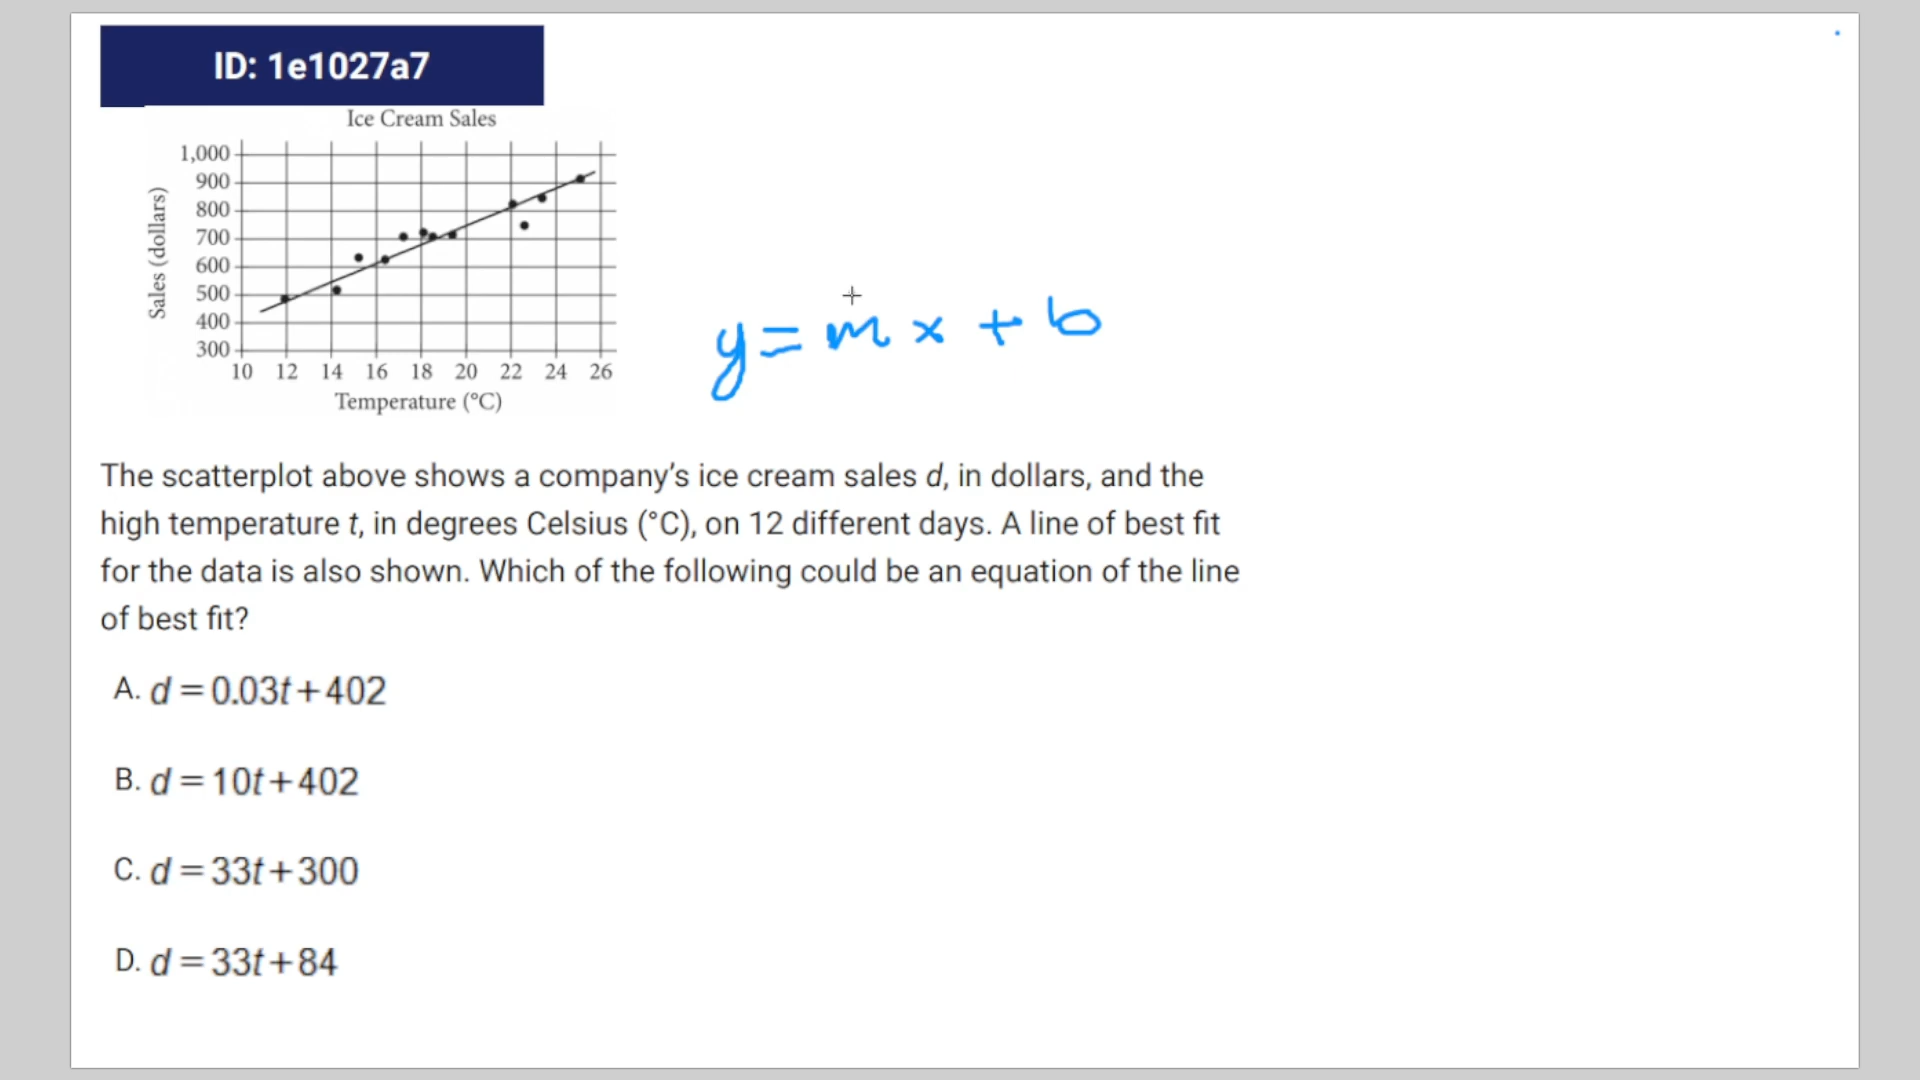 ID: 1e1027a7
Ice Cream Sales
1,000
900
800
700
600
500
400
300
Sales (dollars)
10 12 14 16 18 20 22 24 26
Temperature (°C)
y = mx + b
The scatterplot above shows a company's ice cream sales d, in dollars, and the
high temperature t, in degrees Celsius (°C), on 12 different days. A line of best fit
for the data is also shown. Which of the following could be an equation of the line
of best fit?
A. d = 0.03t + 402
B. d = 10t + 402
C. d = 33t + 300
D. d = 33t + 84